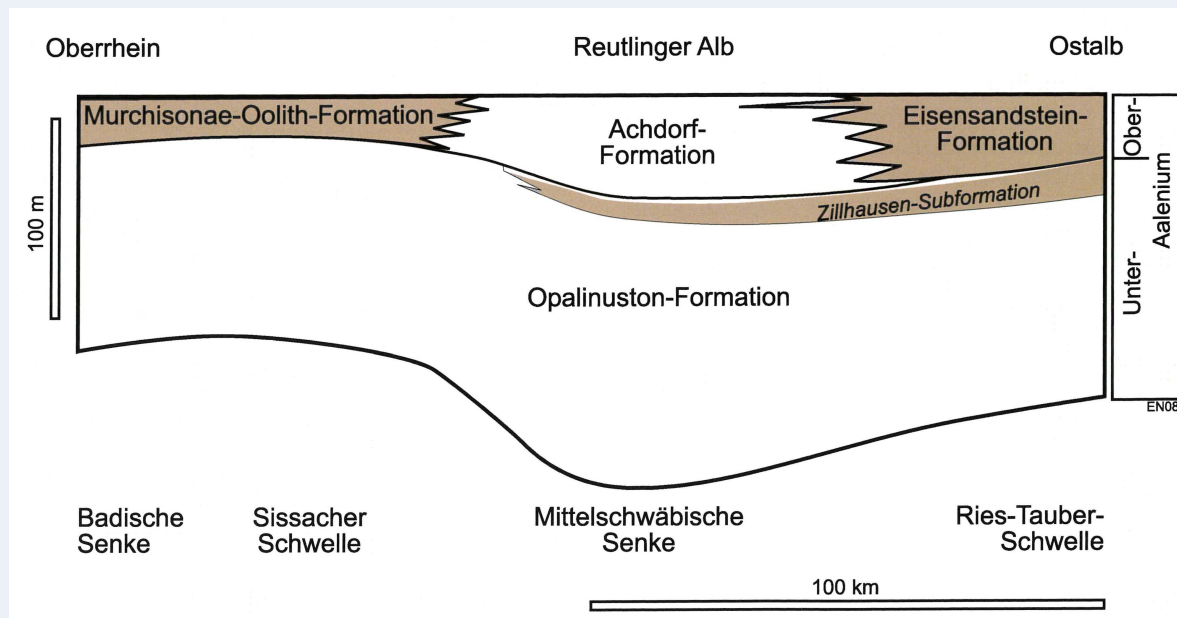 Oberrhein
Reutlinger Alb
Ostalb
Murchisonae-Oolith-Formation
Achdorf-
Formation
Eisensandstein-
Formation
Ober-
Zillhausen-Subformation
Aalenium
100 m
Opalinuston-Formation
Unter-
EN08
Badische
Senke
Sissacher
Schwelle
Mittelschwäbische
Senke
Ries-Tauber-
Schwelle
100 km